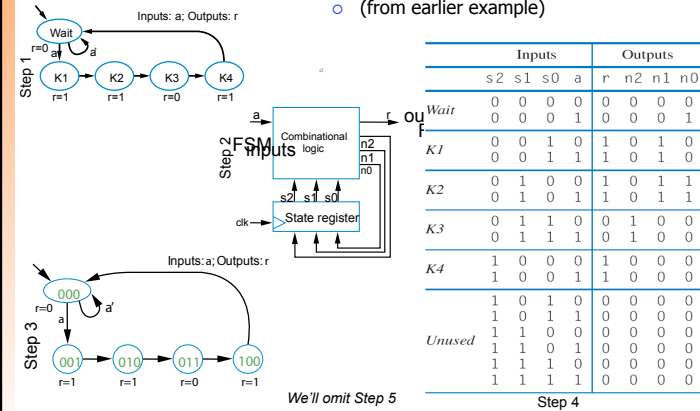 (from earlier example)
Step 1
Inputs: a; Outputs: r
Wait
r=0
a
a'
K1
K2
K3
K4
r=1
r=1
r=0
r=1
a
Step 2
a
FSM
inputs
Combinational
logic
r
ou
F
n2
n1
n0
s2 s1 s0
clk
State register
Step 3
Inputs: a; Outputs: r
000
r=0
a
a'
001
010
011
100
r=1
r=1
r=0
r=1
We'll omit Step 5
Inputs Outputs
s2 s1 s0 a r n2 n1 n0
Wait 0 0 0 0 0 0 0 0
0 0 0 1 0 0 0 1
K1 0 0 1 0 1 0 1 0
0 0 1 1 1 0 1 0
K2 0 1 0 0 1 0 1 1
0 1 0 1 1 0 1 1
K3 0 1 1 0 0 1 0 0
0 1 1 1 0 1 0 0
K4 1 0 0 0 1 0 0 0
1 0 0 1 1 0 0 0
1 0 1 0 0 0 0 0
1 0 1 1 0 0 0 0
Unused 1 1 0 0 0 0 0 0
1 1 0 1 0 0 0 0
1 1 1 0 0 0 0 0
1 1 1 1 0 0 0 0
Step 4